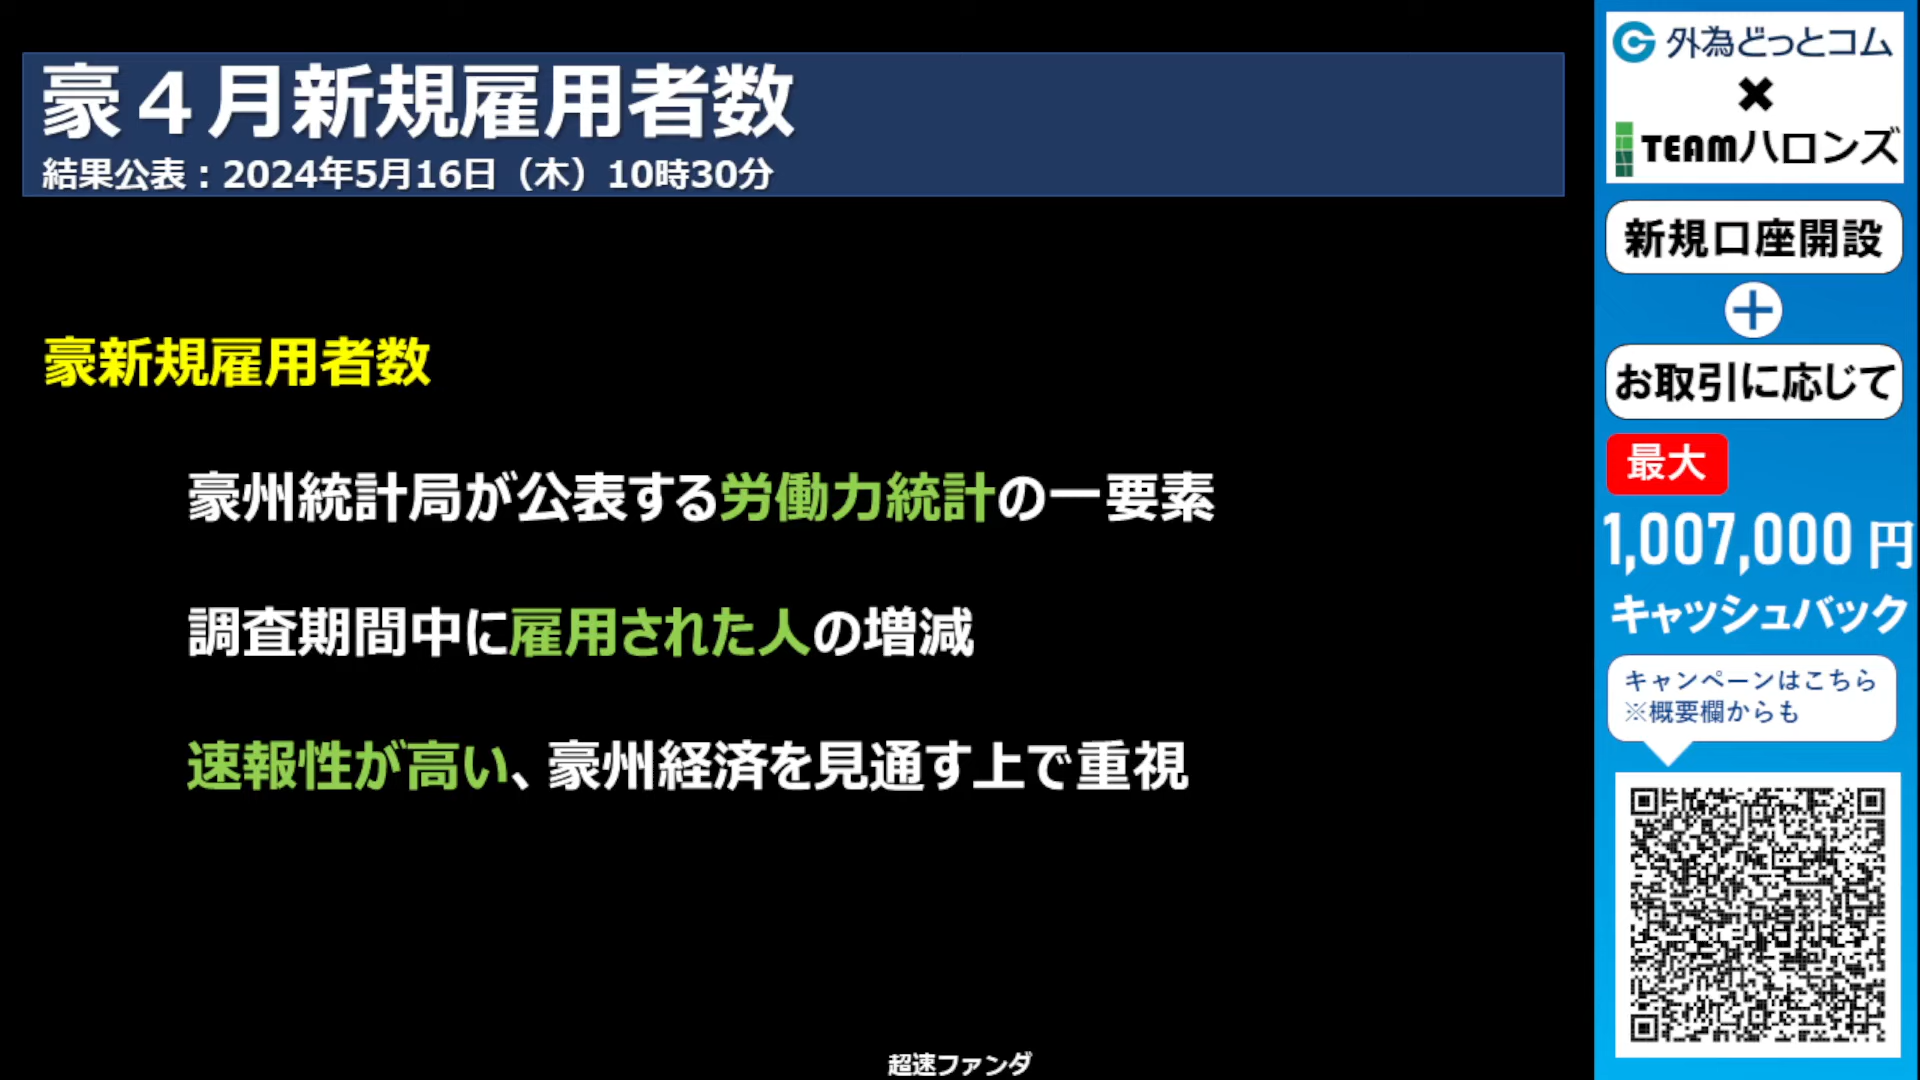 豪４月新規雇用者数
結果公表：2024年5月16日（木）10時30分
豪新規雇用者数
豪州統計局が公表する労働力統計の一要素
調査期間中に雇用された人の増減
速報性が高い、豪州経済を見通す上で重視
超速ファンダ
外為どっとコム
×
TEAMハロンズ
新規口座開設
＋
お取引に応じて
最大
1,007,000 円
キャッシュバック
キャンペーンはこちら
※概要欄からも